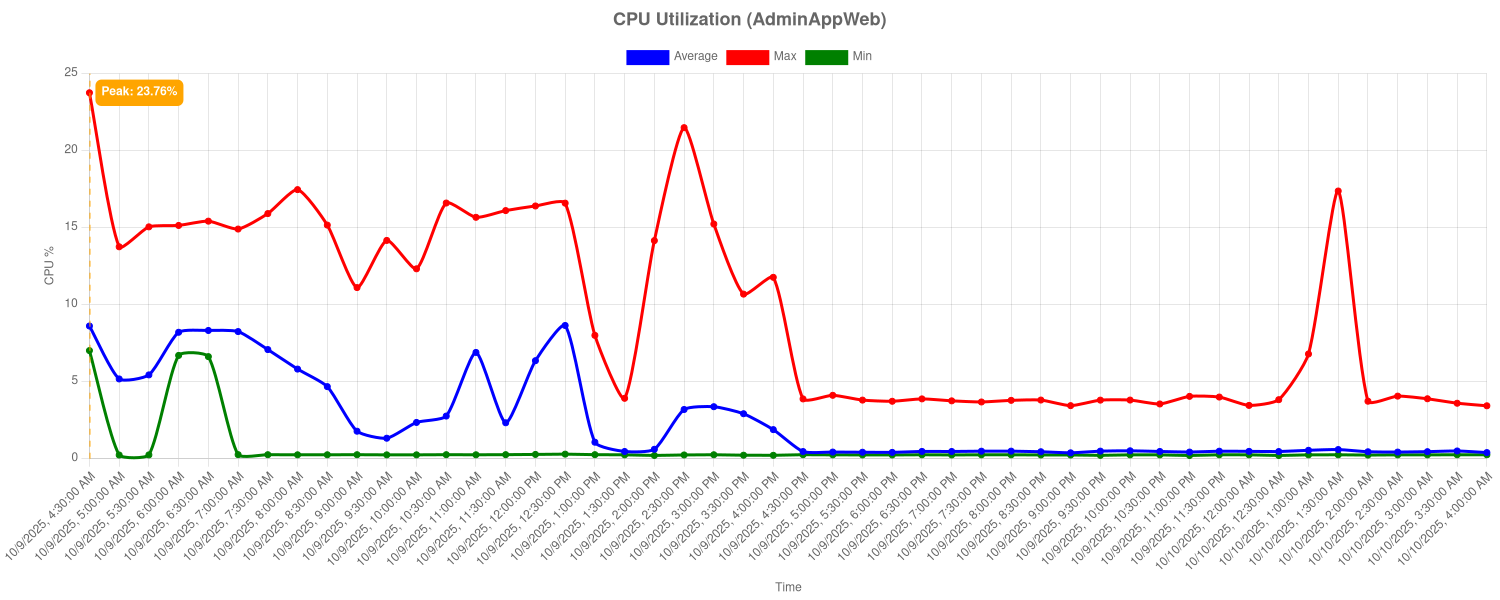 CPU Utilization (AdminAppWeb)
Average Max Min
25
Peak: 23.76%
20
15
CPU %
10
5
0
10/9/2025, 4:30:00 AM
10/9/2025, 5:00:00 AM
10/9/2025, 5:30:00 AM
10/9/2025, 6:00:00 AM
10/9/2025, 6:30:00 AM
10/9/2025, 7:00:00 AM
10/9/2025, 7:30:00 AM
10/9/2025, 8:00:00 AM
10/9/2025, 8:30:00 AM
10/9/2025, 9:00:00 AM
10/9/2025, 9:30:00 AM
10/9/2025, 10:00:00 AM
10/9/2025, 10:30:00 AM
10/9/2025, 11:00:00 AM
10/9/2025, 11:30:00 AM
10/9/2025, 12:00:00 PM
10/9/2025, 12:30:00 PM
10/9/2025, 1:00:00 PM
10/9/2025, 1:30:00 PM
10/9/2025, 2:00:00 PM
10/9/2025, 2:30:00 PM
10/9/2025, 3:00:00 PM
10/9/2025, 3:30:00 PM
10/9/2025, 4:00:00 PM
10/9/2025, 4:30:00 PM
10/9/2025, 5:00:00 PM
10/9/2025, 5:30:00 PM
10/9/2025, 6:00:00 PM
10/9/2025, 6:30:00 PM
10/9/2025, 7:00:00 PM
10/9/2025, 7:30:00 PM
10/9/2025, 8:00:00 PM
10/9/2025, 8:30:00 PM
10/9/2025, 9:00:00 PM
10/9/2025, 9:30:00 PM
10/9/2025, 10:00:00 PM
10/9/2025, 10:30:00 PM
10/9/2025, 11:00:00 PM
10/9/2025, 11:30:00 PM
10/10/2025, 12:00:00 AM
10/10/2025, 12:30:00 AM
10/10/2025, 1:00:00 AM
10/10/2025, 1:30:00 AM
10/10/2025, 2:00:00 AM
10/10/2025, 2:30:00 AM
10/10/2025, 3:00:00 AM
10/10/2025, 3:30:00 AM
10/10/2025, 4:00:00 AM
Time